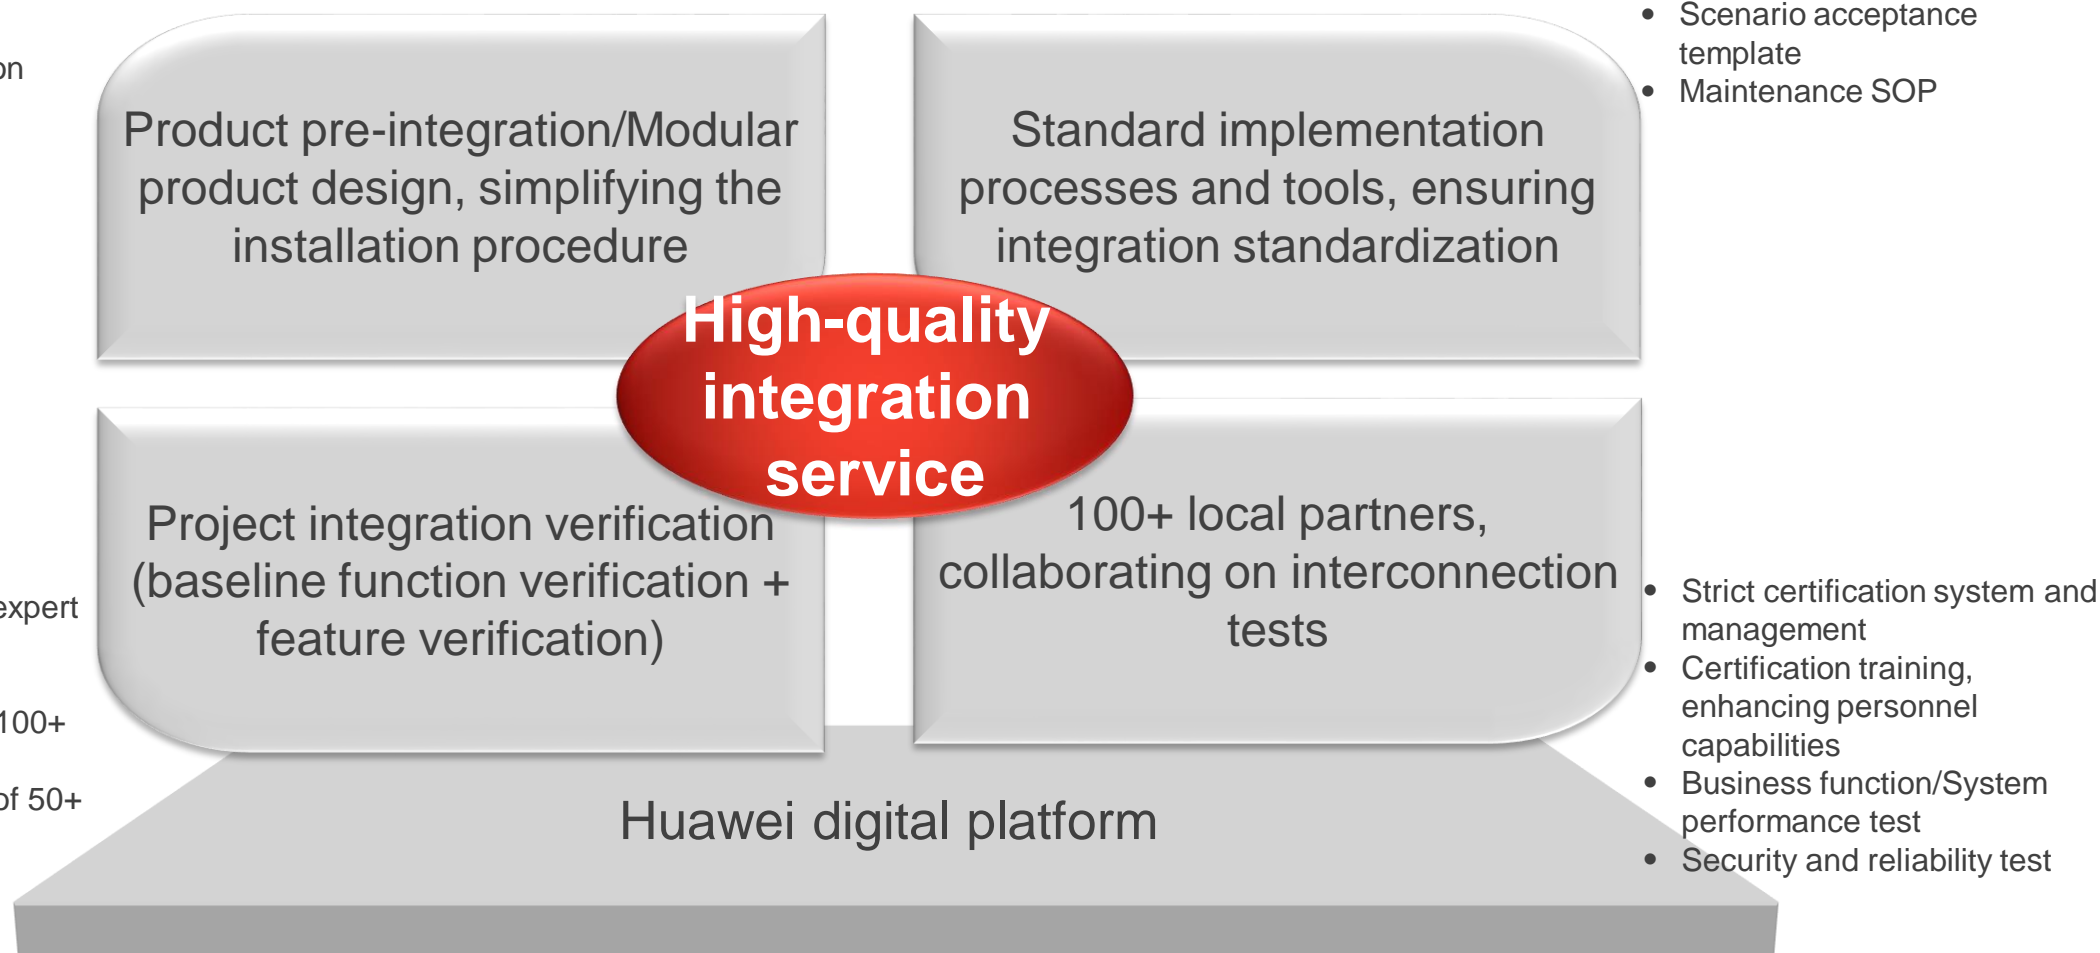 on
expert
100+
of 50+
Product pre-integration/Modular
product design, simplifying the
installation procedure
Standard implementation
processes and tools, ensuring
integration standardization
• Scenario acceptance
template
• Maintenance SOP
High-quality
integration
service
Project integration verification
(baseline function verification +
feature verification)
100+ local partners,
collaborating on interconnection
tests
• Strict certification system and
management
• Certification training,
enhancing personnel
capabilities
• Business function/System
performance test
• Security and reliability test
Huawei digital platform